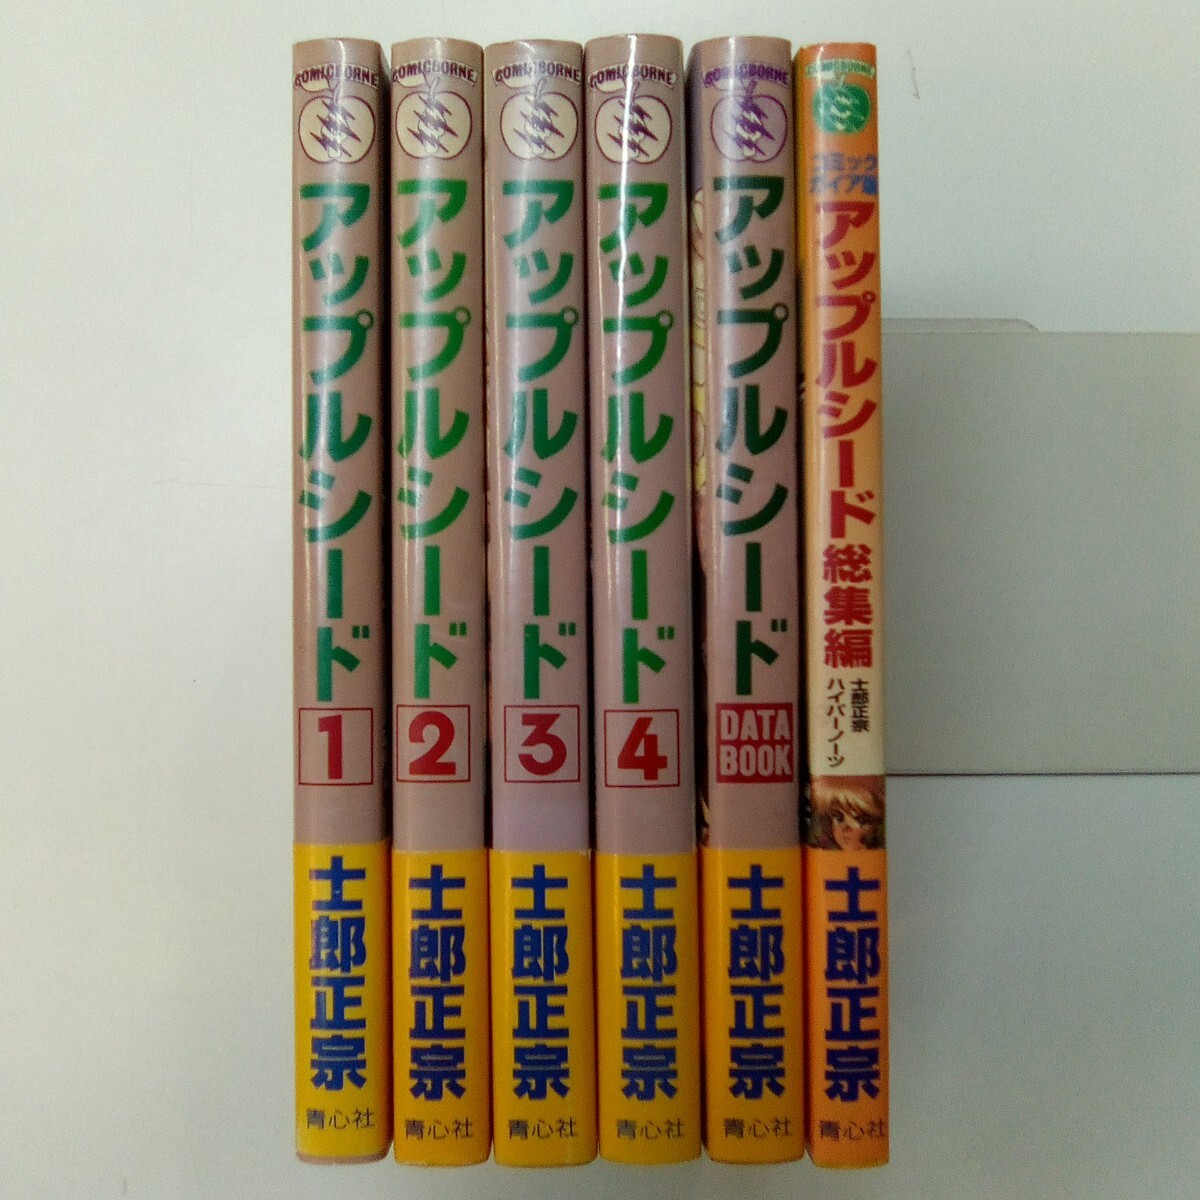 COMICBORNE
アップルシード
1
士郎正宗
青心社
COMICBORNE
アップルシード
2
士郎正宗
青心社
COMICBORNE
アップルシード
3
士郎正宗
青心社
COMICBORNE
アップルシード
4
士郎正宗
青心社
COMICBORNE
アップルシード
DATA
BOOK
士郎正宗
青心社
COMICBORNE
コミック
ガイア版
アップルシード総集編
士郎正宗
ハイパーノーツ
士郎正宗
青心社